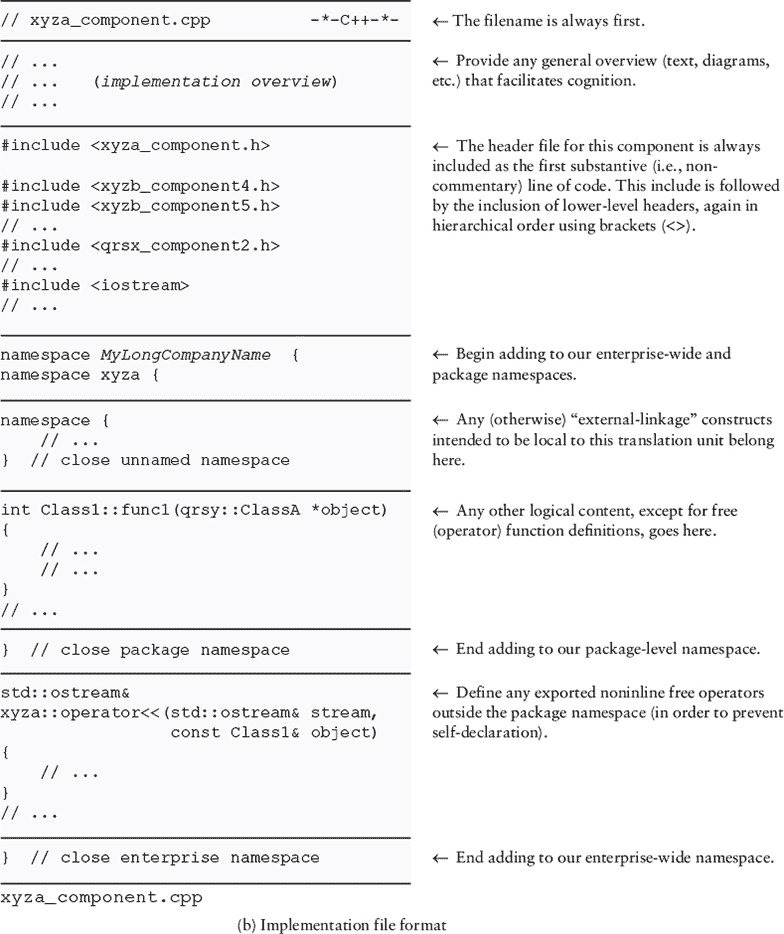 // xyza_component.cpp -*-C++-*-
← The filename is always first.
// ...
// ... (implementation overview)
// ...
← Provide any general overview (text, diagrams,
etc.) that facilitates cognition.
#include <xyza_component.h>
#include <xyzb_component4.h>
#include <xyzb_component5.h>
// ...
#include <qrsx_component2.h>
// ...
#include <iostream>
// ...
← The header file for this component is always
included as the first substantive (i.e., non-
commentary) line of code. This include is followed
by the inclusion of lower-level headers, again in
hierarchical order using brackets (<>).
namespace MyLongCompanyName {
namespace xyza {
← Begin adding to our enterprise-wide and
package namespaces.
namespace {
// ...
} // close unnamed namespace
← Any (otherwise) “external-linkage” constructs
intended to be local to this translation unit belong
here.
int Class1::func1(qrsy::ClassA *object)
{
// ...
// ...
}
// ...
← Any other logical content, except for free
(operator) function definitions, goes here.
} // close package namespace
← End adding to our package-level namespace.
std::ostream&
xyza::operator<<(std::ostream& stream,
const Class1& object)
{
// ...
}
// ...
← Define any exported noninline free operators
outside the package namespace (in order to prevent
self-declaration).
} // close enterprise namespace
← End adding to our enterprise-wide namespace.
xyza_component.cpp
(b) Implementation file format